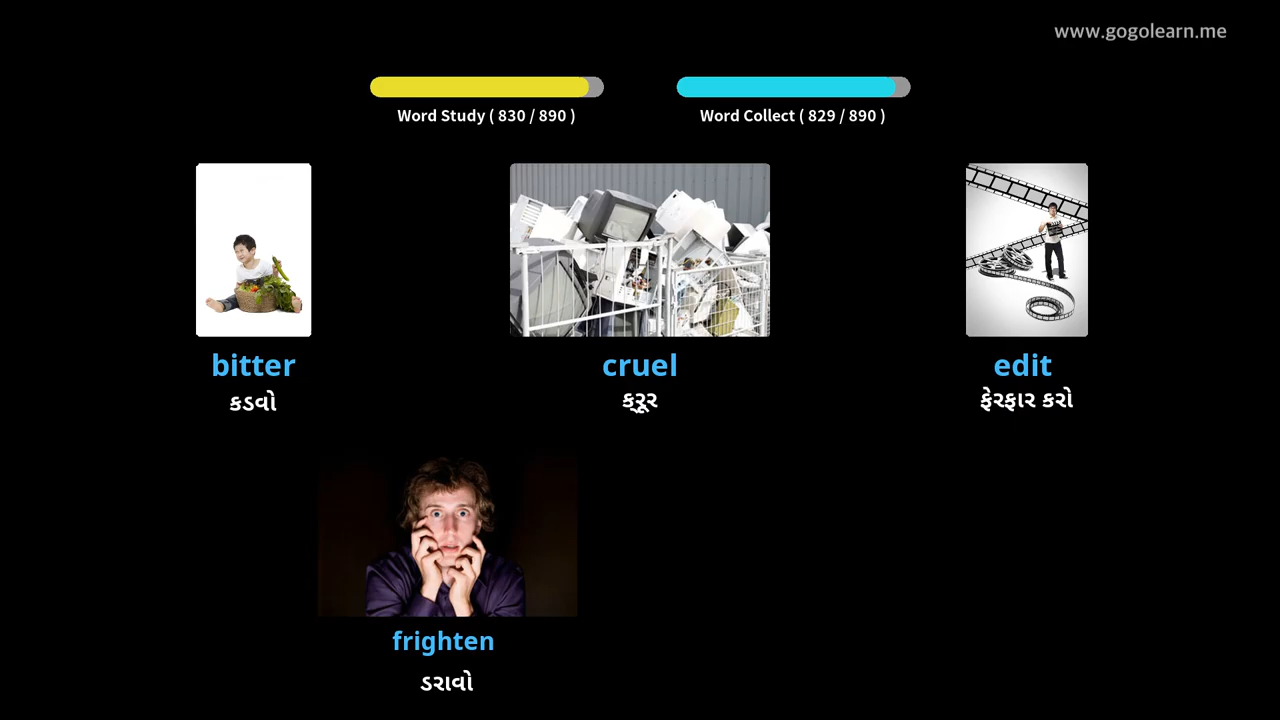 www.gogolearn.me
Word Study ( 830 / 890 )
Word Collect ( 829 / 890 )
bitter
કડવો
cruel
ક્રૂર
edit
ફેરફાર કરો
frighten
ડરાવો